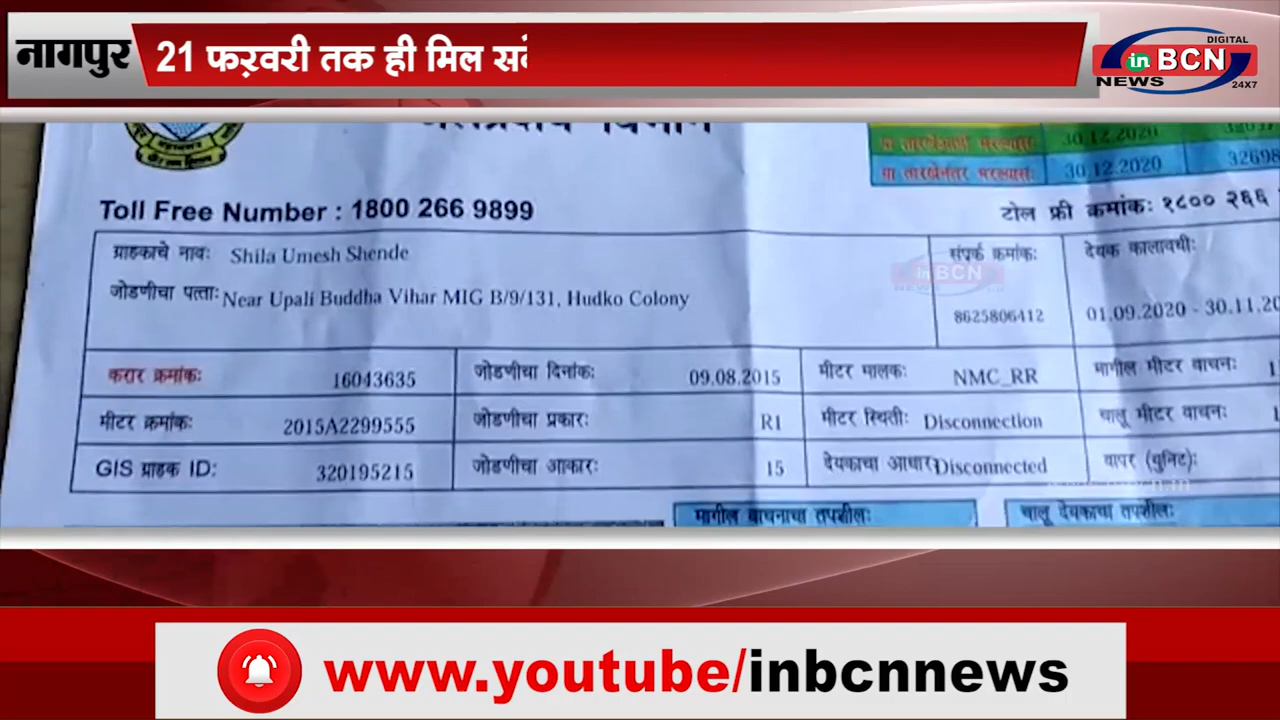 नागपुर
21 फऱवरी तक ही मिल
DIGITAL
in BCN
NEWS 24X7
30.12.2020
या तारखेनंतर भरल्यास: 30.12.2020 32698
Toll Free Number : 1800 266 9899
टोल फ्री क्रमांक: १८०० २६६
ग्राहकाचे नाव: Shila Umesh Shende
संपर्क क्रमांक:
देयक कालावधी:
जोडणीचा पत्ता: Near Upali Buddha Vihar MIG B/9/131, Hudko Colony
8625806412
01.09.2020 - 30.11.20
करार क्रमांक: 16043635 जोडणीचा दिनांक: 09.08.2015 मीटर मालक: NMC_RR मागील मीटर वाचन:
मीटर क्रमांक: 2015A2299555 जोडणीचा प्रकार: R1 मीटर स्थिती: Disconnection चालू मीटर वाचन:
GIS ग्राहक ID: 320195215 जोडणीचा आकार: 15 देयकाचा आधार: Disconnected वापर (युनिट):
मागील वाचनाचा तपशील: चालू देयकाचा तपशील:
www.youtube/inbcnnews